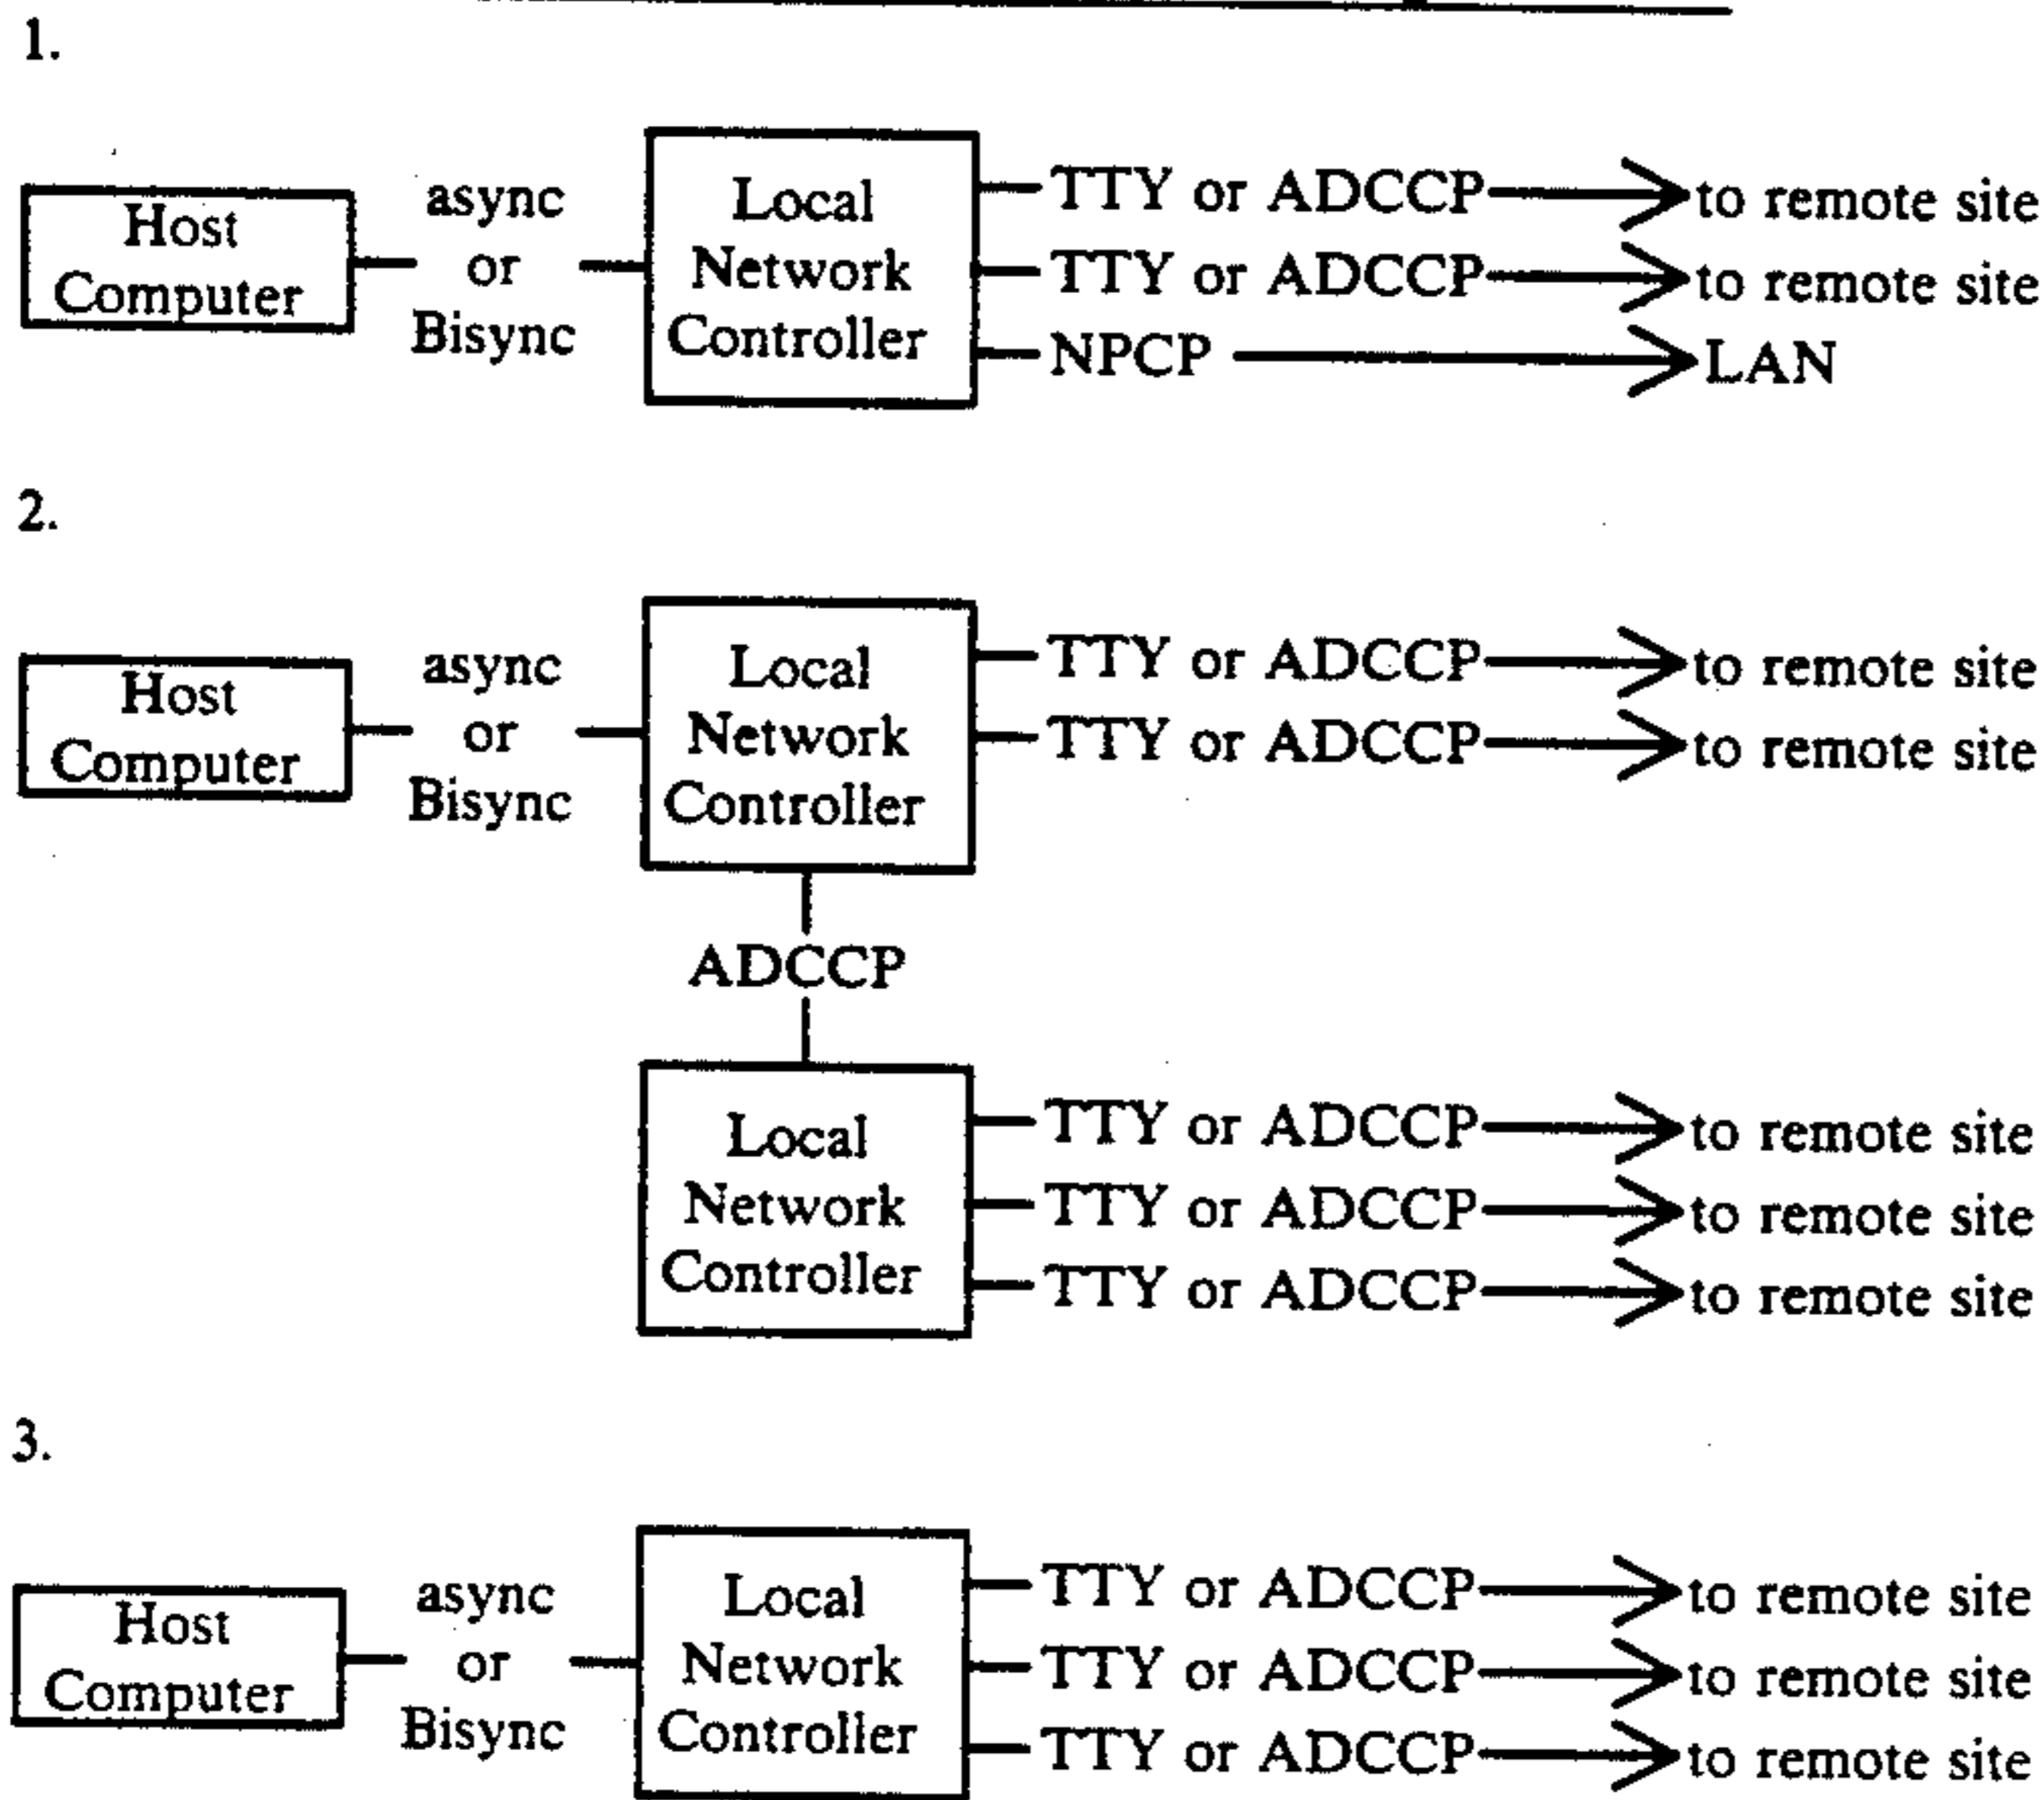 1.
Host
Computer
async
or
Bisync
Local
Network
Controller
TTY or ADCCP
to remote site
TTY or ADCCP
to remote site
NPCP
LAN
2.
Host
Computer
async
or
Bisync
Local
Network
Controller
TTY or ADCCP
to remote site
TTY or ADCCP
to remote site
ADCCP
Local
Network
Controller
TTY or ADCCP
to remote site
TTY or ADCCP
to remote site
TTY or ADCCP
to remote site
3.
Host
Computer
async
or
Bisync
Local
Network
Controller
TTY or ADCCP
to remote site
TTY or ADCCP
to remote site
TTY or ADCCP
to remote site